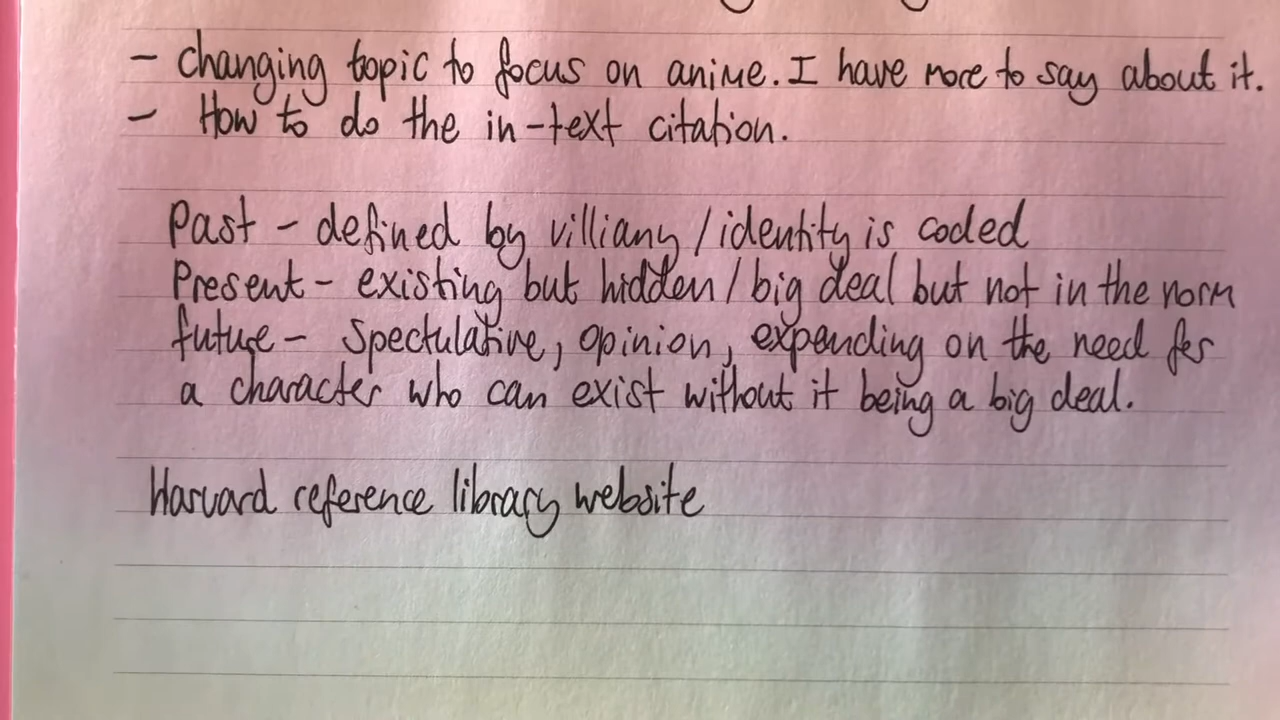 - changing topic to focus on anime. I have more to say about it.
- How to do the in-text citation.
Past - defined by villiany / identity is coded
Present - existing but hidden / big deal but not in the norm
future - Spectulative, opinion, expending on the need for
a character who can exist without it being a big deal.
Harvard reference library website